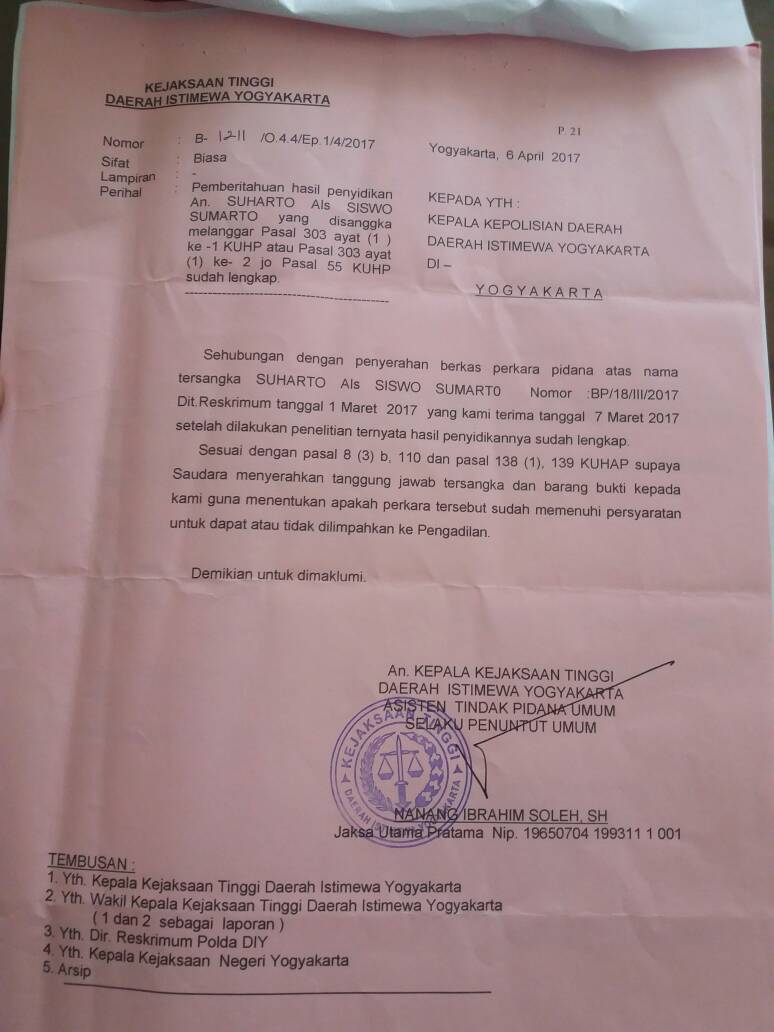 KEJAKSAAN TINGGI
DAERAH ISTIMEWA YOGYAKARTA
P. 21
Nomor : B- 1211 /O.4.4/Ep.1/4/2017
Sifat : Biasa
Lampiran : -
Perihal : Pemberitahuan hasil penyidikan
An. SUHARTO Als SISWO
SUMARTO yang disanggka
melanggar Pasal 303 ayat (1 )
ke -1 KUHP atau Pasal 303 ayat
(1) ke- 2 jo Pasal 55 KUHP
sudah lengkap.
Yogyakarta, 6 April 2017
KEPADA YTH :
KEPALA KEPOLISIAN DAERAH
DAERAH ISTIMEWA YOGYAKARTA
DI –
Y O G Y A K A R T A
Sehubungan dengan penyerahan berkas perkara pidana atas nama
tersangka SUHARTO Als SISWO SUMART0 Nomor :BP/18/III/2017
Dit.Reskrimum tanggal 1 Maret 2017 yang kami terima tanggal 7 Maret 2017
setelah dilakukan penelitian ternyata hasil penyidikannya sudah lengkap.
Sesuai dengan pasal 8 (3) b, 110 dan pasal 138 (1), 139 KUHAP supaya
Saudara menyerahkan tanggung jawab tersangka dan barang bukti kepada
kami guna menentukan apakah perkara tersebut sudah memenuhi persyaratan
untuk dapat atau tidak dilimpahkan ke Pengadilan.
Demikian untuk dimaklumi.
An. KEPALA KEJAKSAAN TINGGI
DAERAH ISTIMEWA YOGYAKARTA
ASISTEN TINDAK PIDANA UMUM
SELAKU PENUNTUT UMUM
KEJAKSAAN TINGGI
DAERAH ISTIMEWA YOGYAKARTA
NANANG IBRAHIM SOLEH, SH
Jaksa Utama Pratama Nip. 19650704 199311 1 001
TEMBUSAN :
1. Yth. Kepala Kejaksaan Tinggi Daerah Istimewa Yogyakarta
2. Yth. Wakil Kepala Kejaksaan Tinggi Daerah Istimewa Yogyakarta
( 1 dan 2 sebagai laporan )
3. Yth. Dir. Reskrimum Polda DIY
4. Yth. Kepala Kejaksaan Negeri Yogyakarta
5. Arsip